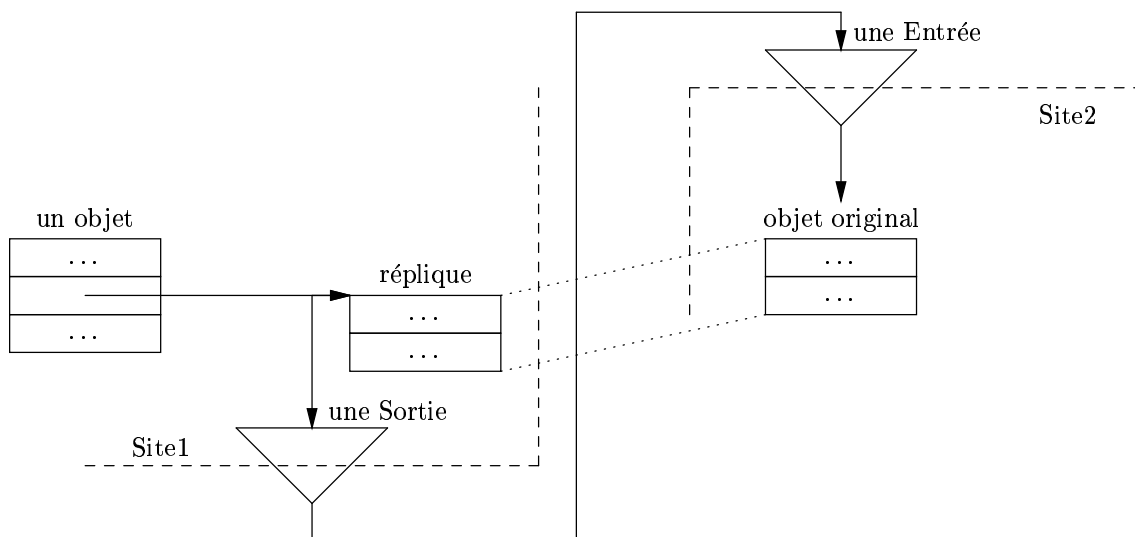 une Entrée
Site2
un objet
objet original
...
...
réplique
...
...
...
...
une Sortie
Site1